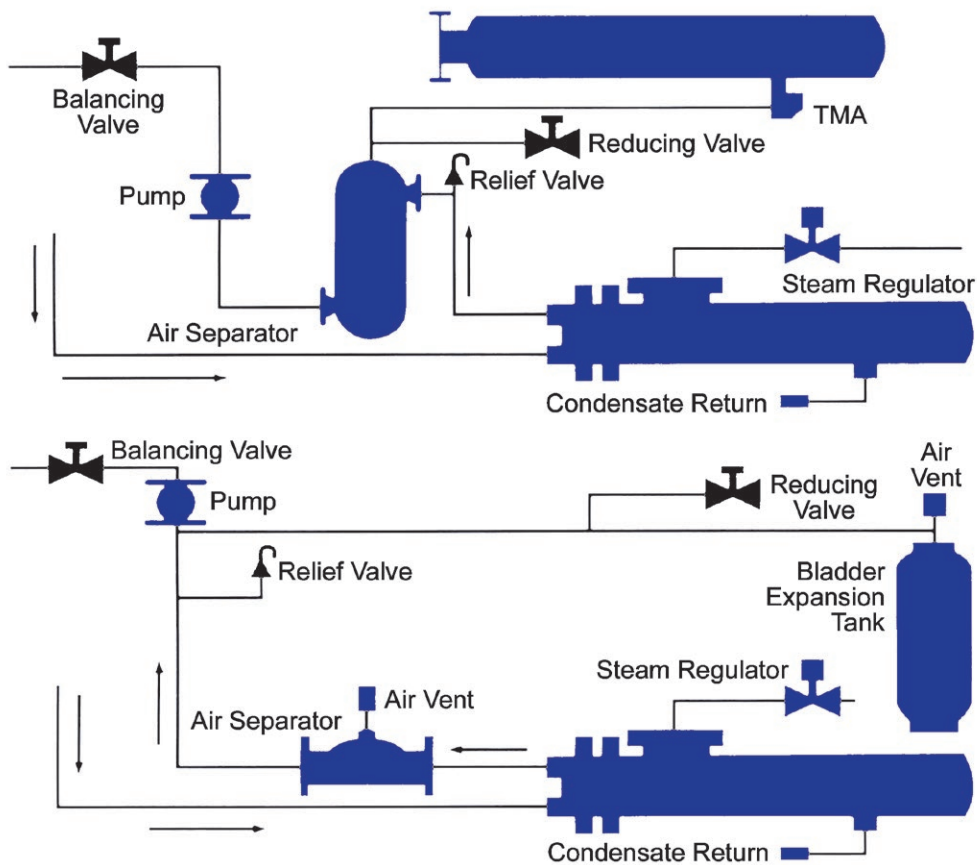 Balancing
Valve
TMA
Reducing Valve
Relief Valve
Pump
Steam Regulator
Air Separator
Condensate Return
Balancing Valve
Pump
Reducing
Valve
Air
Vent
Relief Valve
Bladder
Expansion
Tank
Steam Regulator
Air Vent
Air Separator
Condensate Return